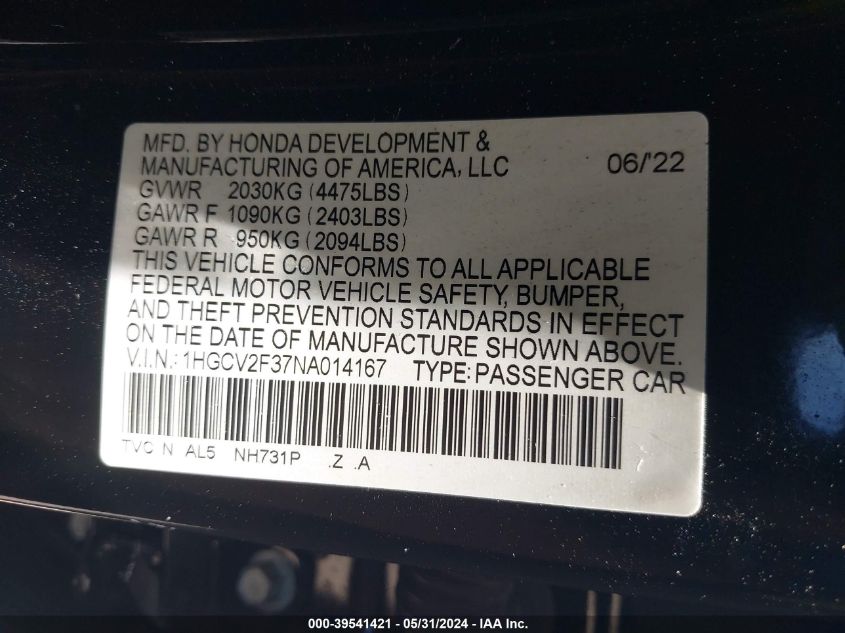 MFD. BY HONDA DEVELOPMENT &
MANUFACTURING OF AMERICA, LLC 06/'22
GVWR 2030KG (4475LBS)
GAWR F 1090KG (2403LBS)
GAWR R 950KG (2094LBS)
THIS VEHICLE CONFORMS TO ALL APPLICABLE
FEDERAL MOTOR VEHICLE SAFETY, BUMPER,
AND THEFT PREVENTION STANDARDS IN EFFECT
ON THE DATE OF MANUFACTURE SHOWN ABOVE.
V.I.N.: 1HGCV2F37NA014167 TYPE: PASSENGER CAR
TVC N AL5 NH731P .Z .A
000-39541421 - 05/31/2024 - IAA Inc.